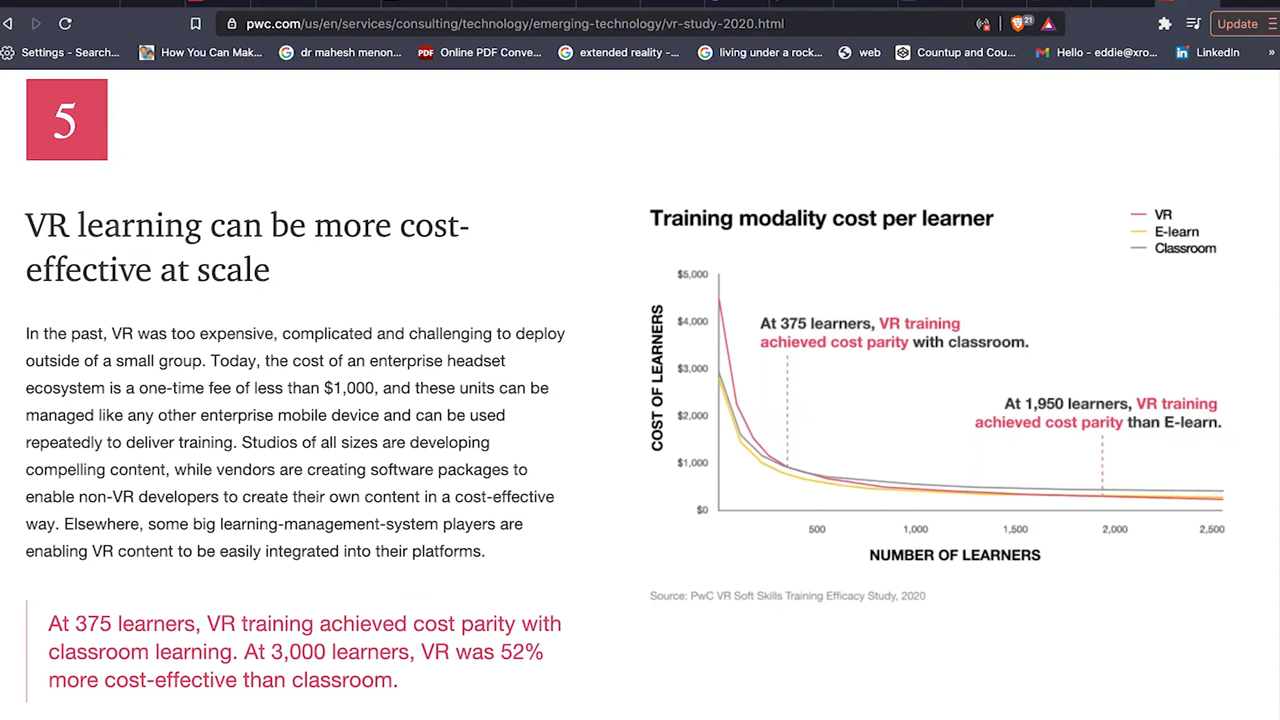 pwc.com/us/en/services/consulting/technology/emerging-technology/vr-study-2020.html
21
Update
Settings - Search...
How You Can Mak...
dr mahesh menon...
PDF
Online PDF Conve...
extended reality -...
living under a rock...
web
Countup and Cou...
Hello - eddie@xro...
in
LinkedIn
»
5
VR learning can be more cost-
effective at scale
In the past, VR was too expensive, complicated and challenging to deploy
outside of a small group. Today, the cost of an enterprise headset
ecosystem is a one-time fee of less than $1,000, and these units can be
managed like any other enterprise mobile device and can be used
repeatedly to deliver training. Studios of all sizes are developing
compelling content, while vendors are creating software packages to
enable non-VR developers to create their own content in a cost-effective
way. Elsewhere, some big learning-management-system players are
enabling VR content to be easily integrated into their platforms.
At 375 learners, VR training achieved cost parity with
classroom learning. At 3,000 learners, VR was 52%
more cost-effective than classroom.
Training modality cost per learner
VR
E-learn
Classroom
COST OF LEARNERS
$5,000
$4,000
$3,000
$2,000
$1,000
$0
At 375 learners, VR training
achieved cost parity with classroom.
At 1,950 learners, VR training
achieved cost parity than E-learn.
500
1,000
1,500
2,000
2,500
NUMBER OF LEARNERS
Source: PwC VR Soft Skills Training Efficacy Study, 2020